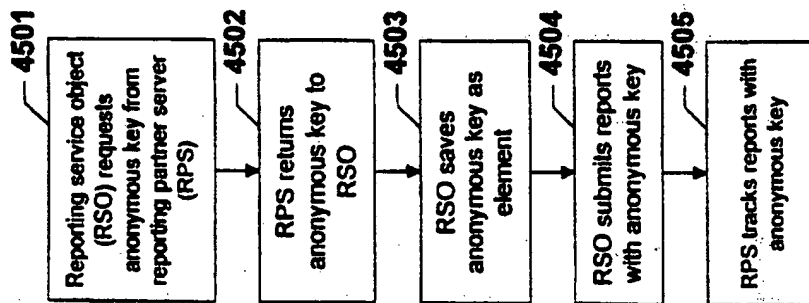 4501
Reporting service object
(RSO) requests
anonymous key from
reporting partner server
(RPS)
4502
RPS returns
anonymous key to
RSO
4503
RSO saves
anonymous key as
element
4504
RSO submits reports
with anonymous key
4505
RPS tracks reports with
anonymous key